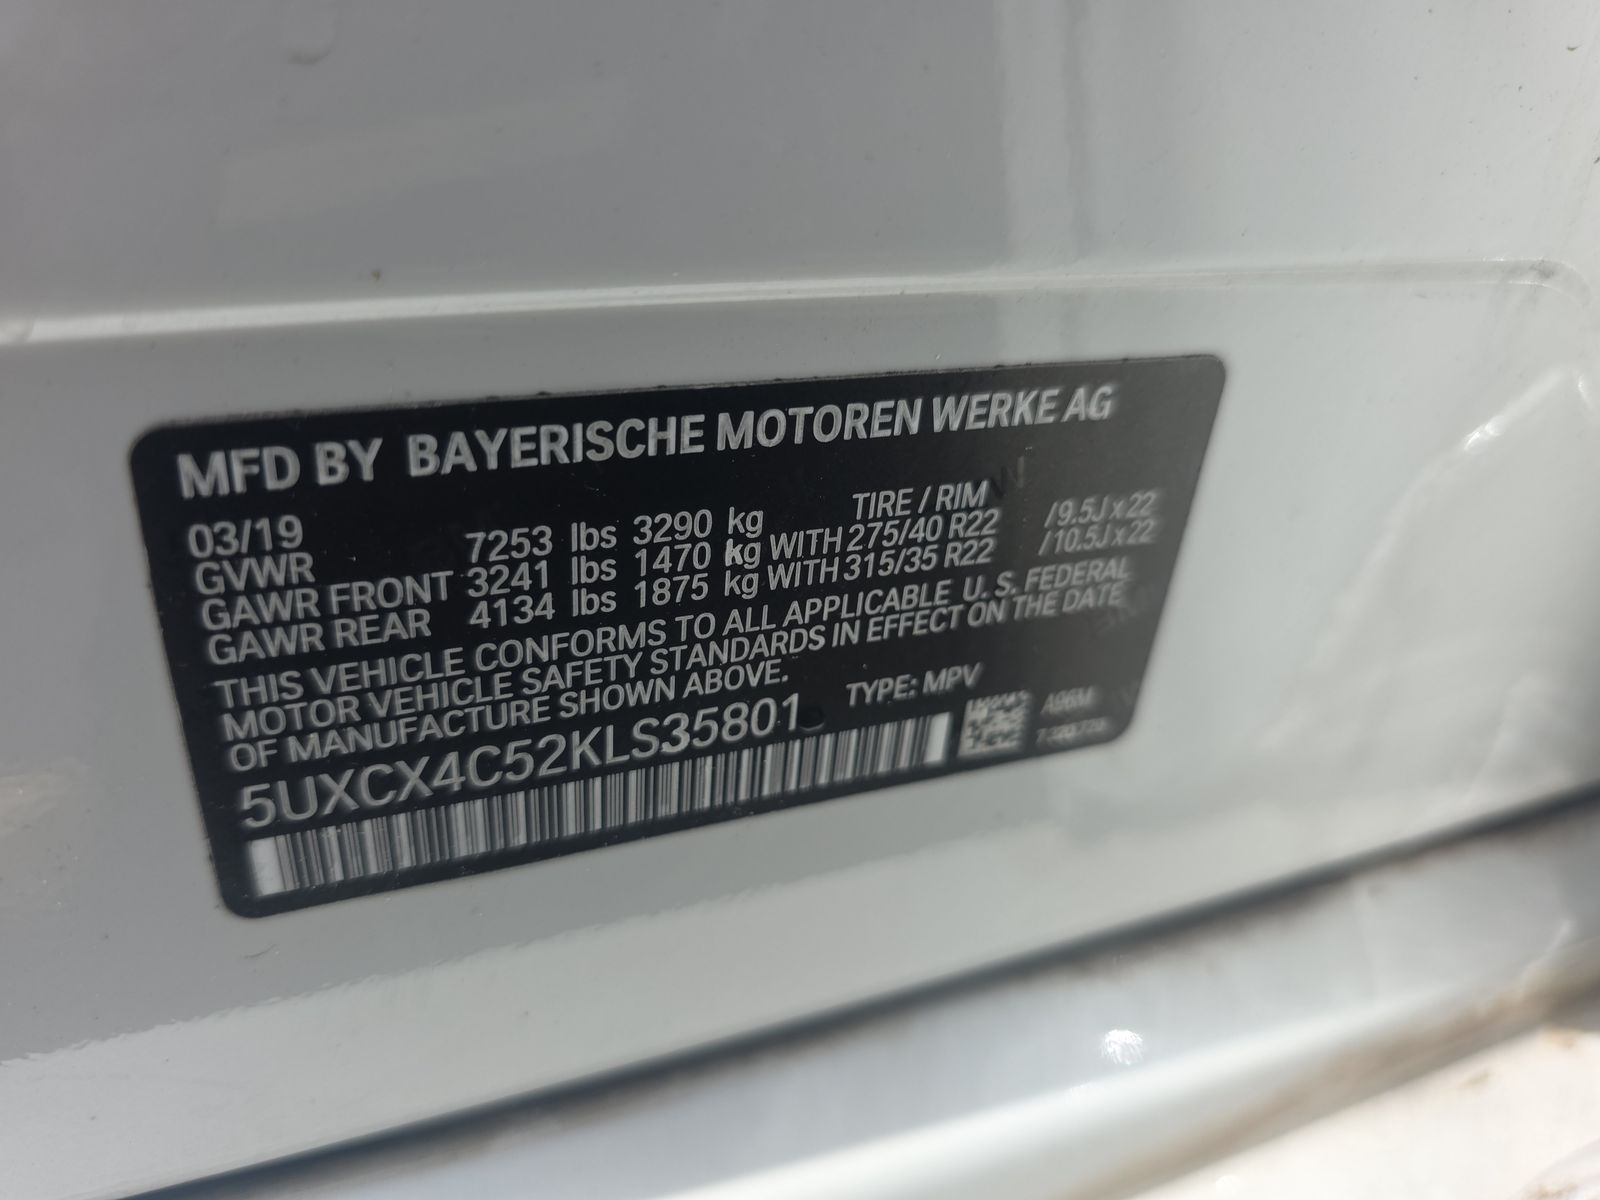 MFD BY BAYERISCHE MOTOREN WERKE AG
03/19 TIRE / RIM
GVWR 7253 lbs 3290 kg
GAWR FRONT 3241 lbs 1470 kg WITH 275/40 R22 /9.5J x 22
GAWR REAR 4134 lbs 1875 kg WITH 315/35 R22 /10.5J x 22
THIS VEHICLE CONFORMS TO ALL APPLICABLE U. S. FEDERAL
MOTOR VEHICLE SAFETY STANDARDS IN EFFECT ON THE DATE
OF MANUFACTURE SHOWN ABOVE.
5UXCX4C52KLS35801 TYPE: MPV
A96M